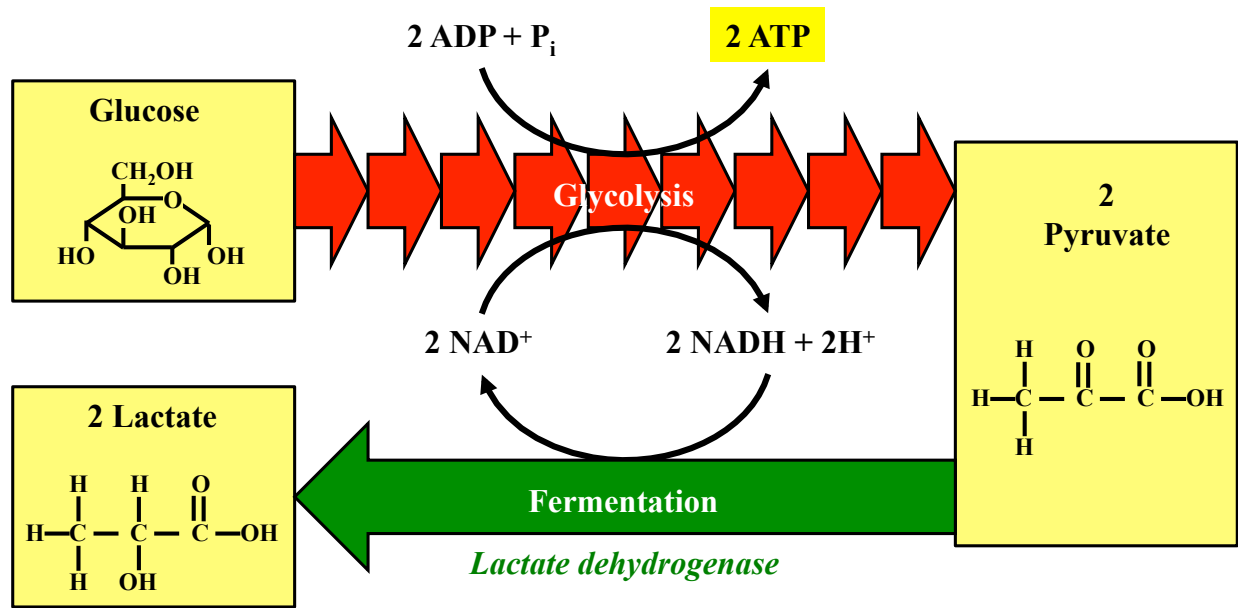 2 ADP + Pi
2 ATP
Glucose
CH2OH
O
OH
HO
OH
OH
Glycolysis
2
Pyruvate
2 NAD+
2 NADH + 2H+
H O O
H C C C OH
H
2 Lactate
H H O
H C C C OH
H OH
Fermentation
Lactate dehydrogenase